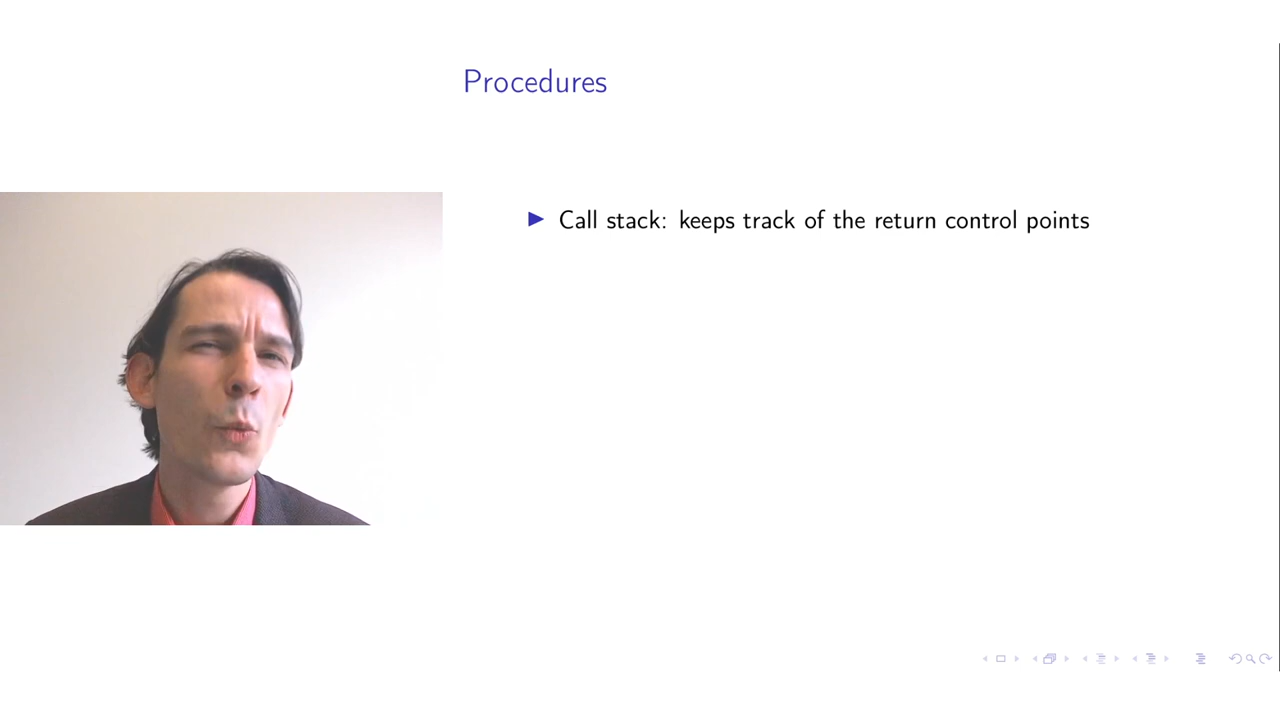 Procedures
Call stack: keeps track of the return control points